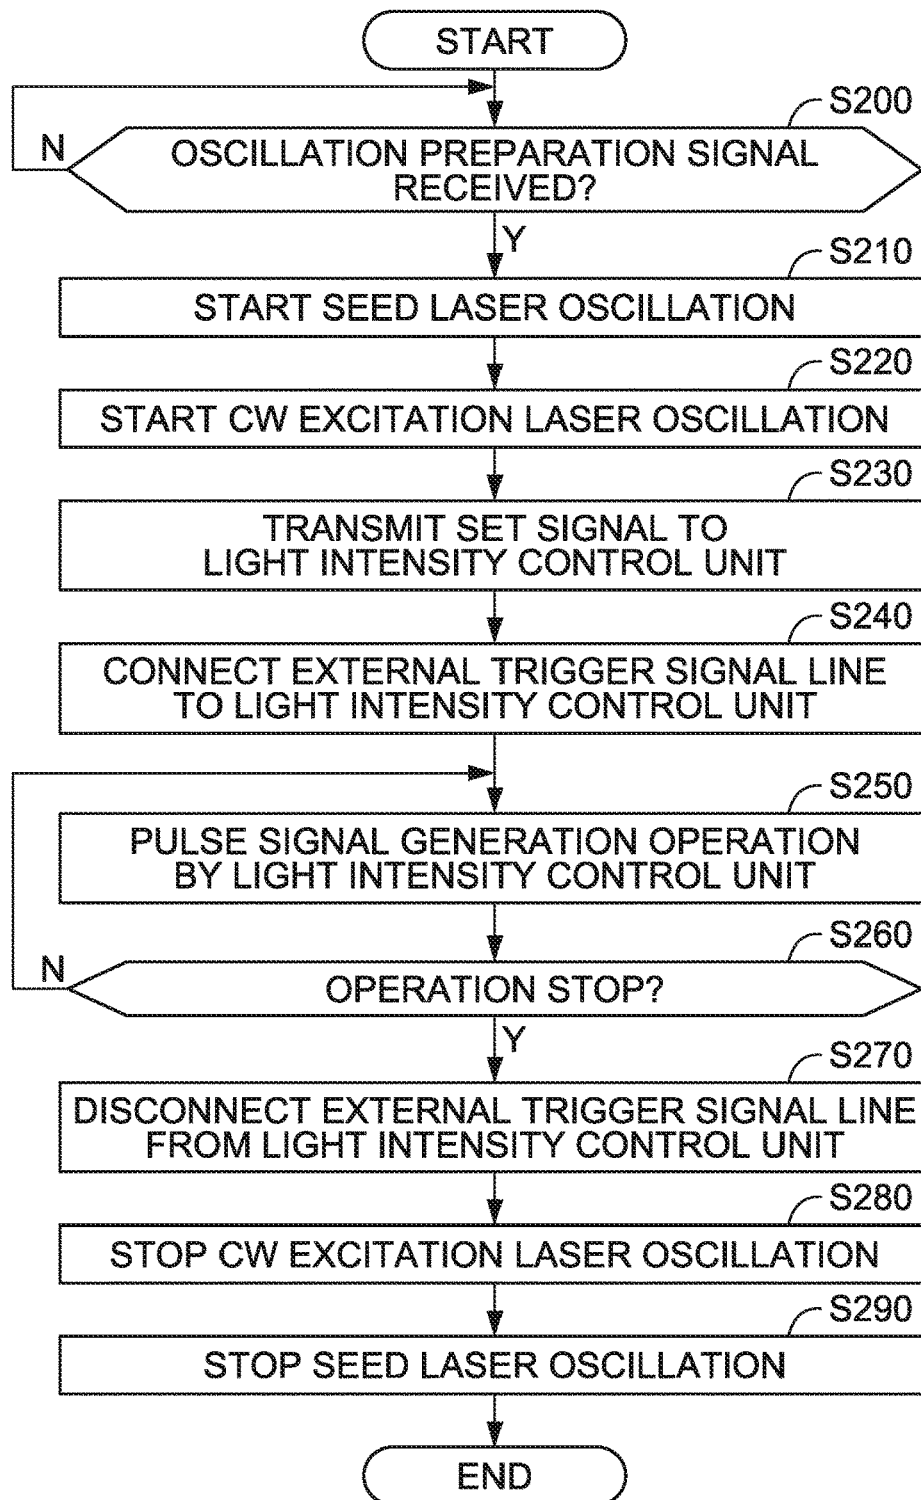 START
S200
N
OSCILLATION PREPARATION SIGNAL
RECEIVED?
Y
S210
START SEED LASER OSCILLATION
S220
START CW EXCITATION LASER OSCILLATION
S230
TRANSMIT SET SIGNAL TO
LIGHT INTENSITY CONTROL UNIT
S240
CONNECT EXTERNAL TRIGGER SIGNAL LINE
TO LIGHT INTENSITY CONTROL UNIT
S250
PULSE SIGNAL GENERATION OPERATION
BY LIGHT INTENSITY CONTROL UNIT
S260
N
OPERATION STOP?
Y
S270
DISCONNECT EXTERNAL TRIGGER SIGNAL LINE
FROM LIGHT INTENSITY CONTROL UNIT
S280
STOP CW EXCITATION LASER OSCILLATION
S290
STOP SEED LASER OSCILLATION
END